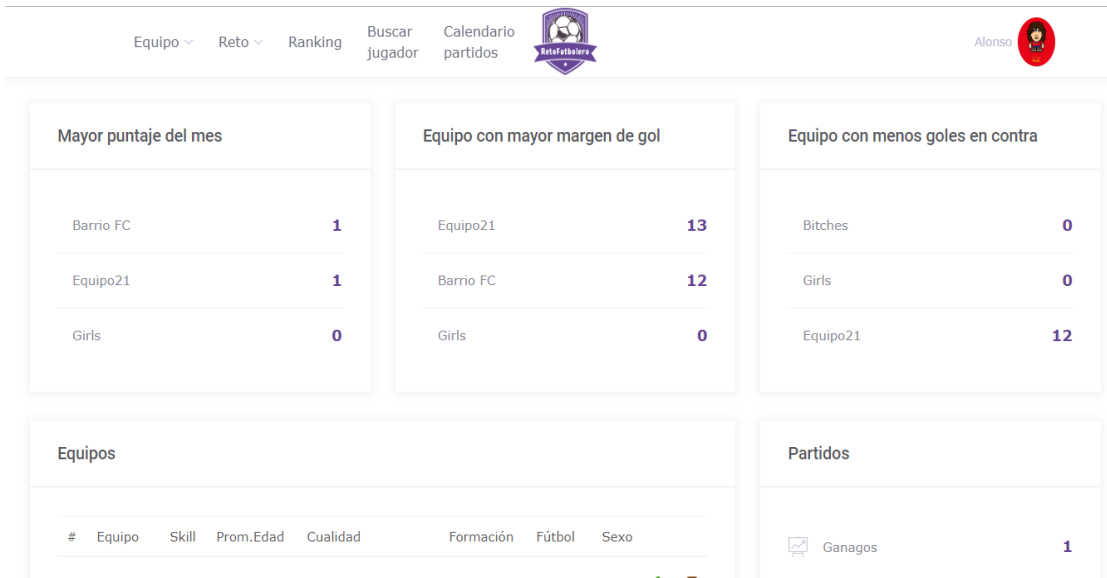 Equipo Reto Ranking Buscar jugador Calendario partidos
RetoFutbolero
Alonso
Mayor puntaje del mes
Barrio FC 1
Equipo21 1
Girls 0
Equipo con mayor margen de gol
Equipo21 13
Barrio FC 12
Girls 0
Equipo con menos goles en contra
Bitches 0
Girls 0
Equipo21 12
Equipos
# Equipo Skill Prom.Edad Cualidad Formación Fútbol Sexo
Partidos
Ganagos 1